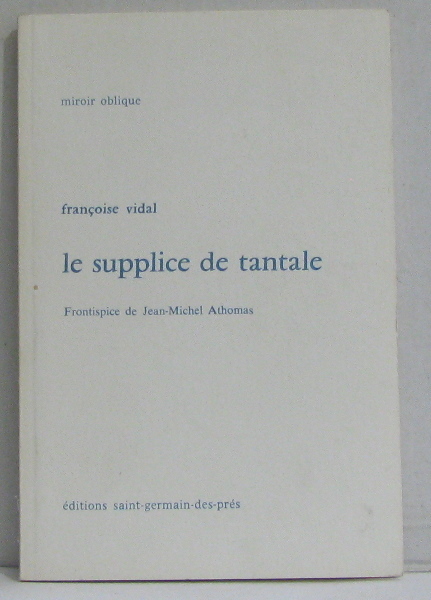 miroir oblique
françoise vidal
le supplice de tantale
Frontispice de Jean-Michel Athomas
éditions saint-germain-des-prés